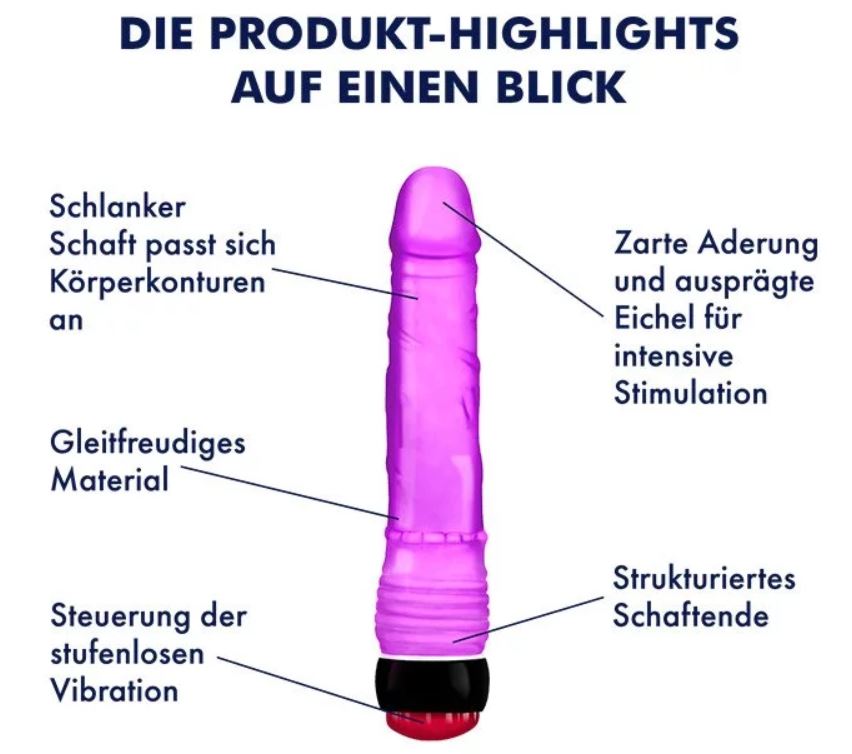 DIE PRODUKT-HIGHLIGHTS
AUF EINEN BLICK
Schlanker
Schaft passt sich
Körperkonturen
an
Zarte Aderung
und ausprägte
Eichel für
intensive
Stimulation
Gleitfreudiges
Material
Strukturiertes
Schaftende
Steuerung der
stufenlosen
Vibration